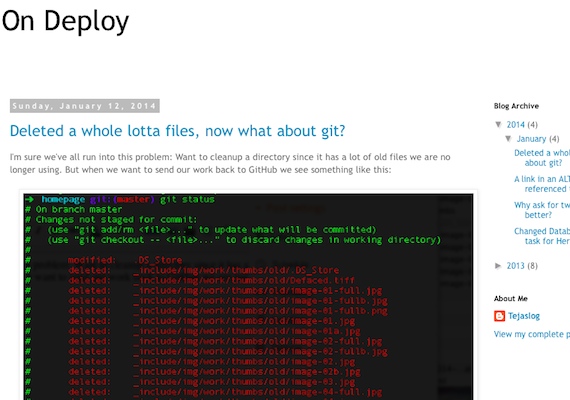 On Deploy
Sunday, January 12, 2014
Deleted a whole lotta files, now what about git?
I'm sure we've all run into this problem: Want to cleanup a directory since it has a lot of old files we are no
longer using. But when we want to send our work back to GitHub we see something like this:
➜ homepage git:(master) git status
# On branch master
# Changes not staged for commit:
# (use "git add/rm <file>..." to update what will be committed)
# (use "git checkout -- <file>..." to discard changes in working directory)
#
# modified: .DS_Store
# deleted: _include/img/work/thumbs/old/.DS_Store
# deleted: _include/img/work/thumbs/old/Defaced.tiff
# deleted: _include/img/work/thumbs/old/image-01-full.jpg
# deleted: _include/img/work/thumbs/old/image-01-fullb.jpg
# deleted: _include/img/work/thumbs/old/image-01-fullb.png
# deleted: _include/img/work/thumbs/old/image-01.jpg
# deleted: _include/img/work/thumbs/old/image-01a.jpg
# deleted: _include/img/work/thumbs/old/image-02-full.jpg
# deleted: _include/img/work/thumbs/old/image-02-fullb.jpg
# deleted: _include/img/work/thumbs/old/image-02.jpg
# deleted: _include/img/work/thumbs/old/image-02b.jpg
# deleted: _include/img/work/thumbs/old/image-03.jpg
# deleted: _include/img/work/thumbs/old/image-04-full.jpg
Blog Archive
▼ 2014 (4)
▼ January (4)
Deleted a who
about git?
A link in an ALT
referenced
Why ask for tw
better?
Changed Datab
task for Her
► 2013 (8)
About Me
Tejaslog
View my complete p